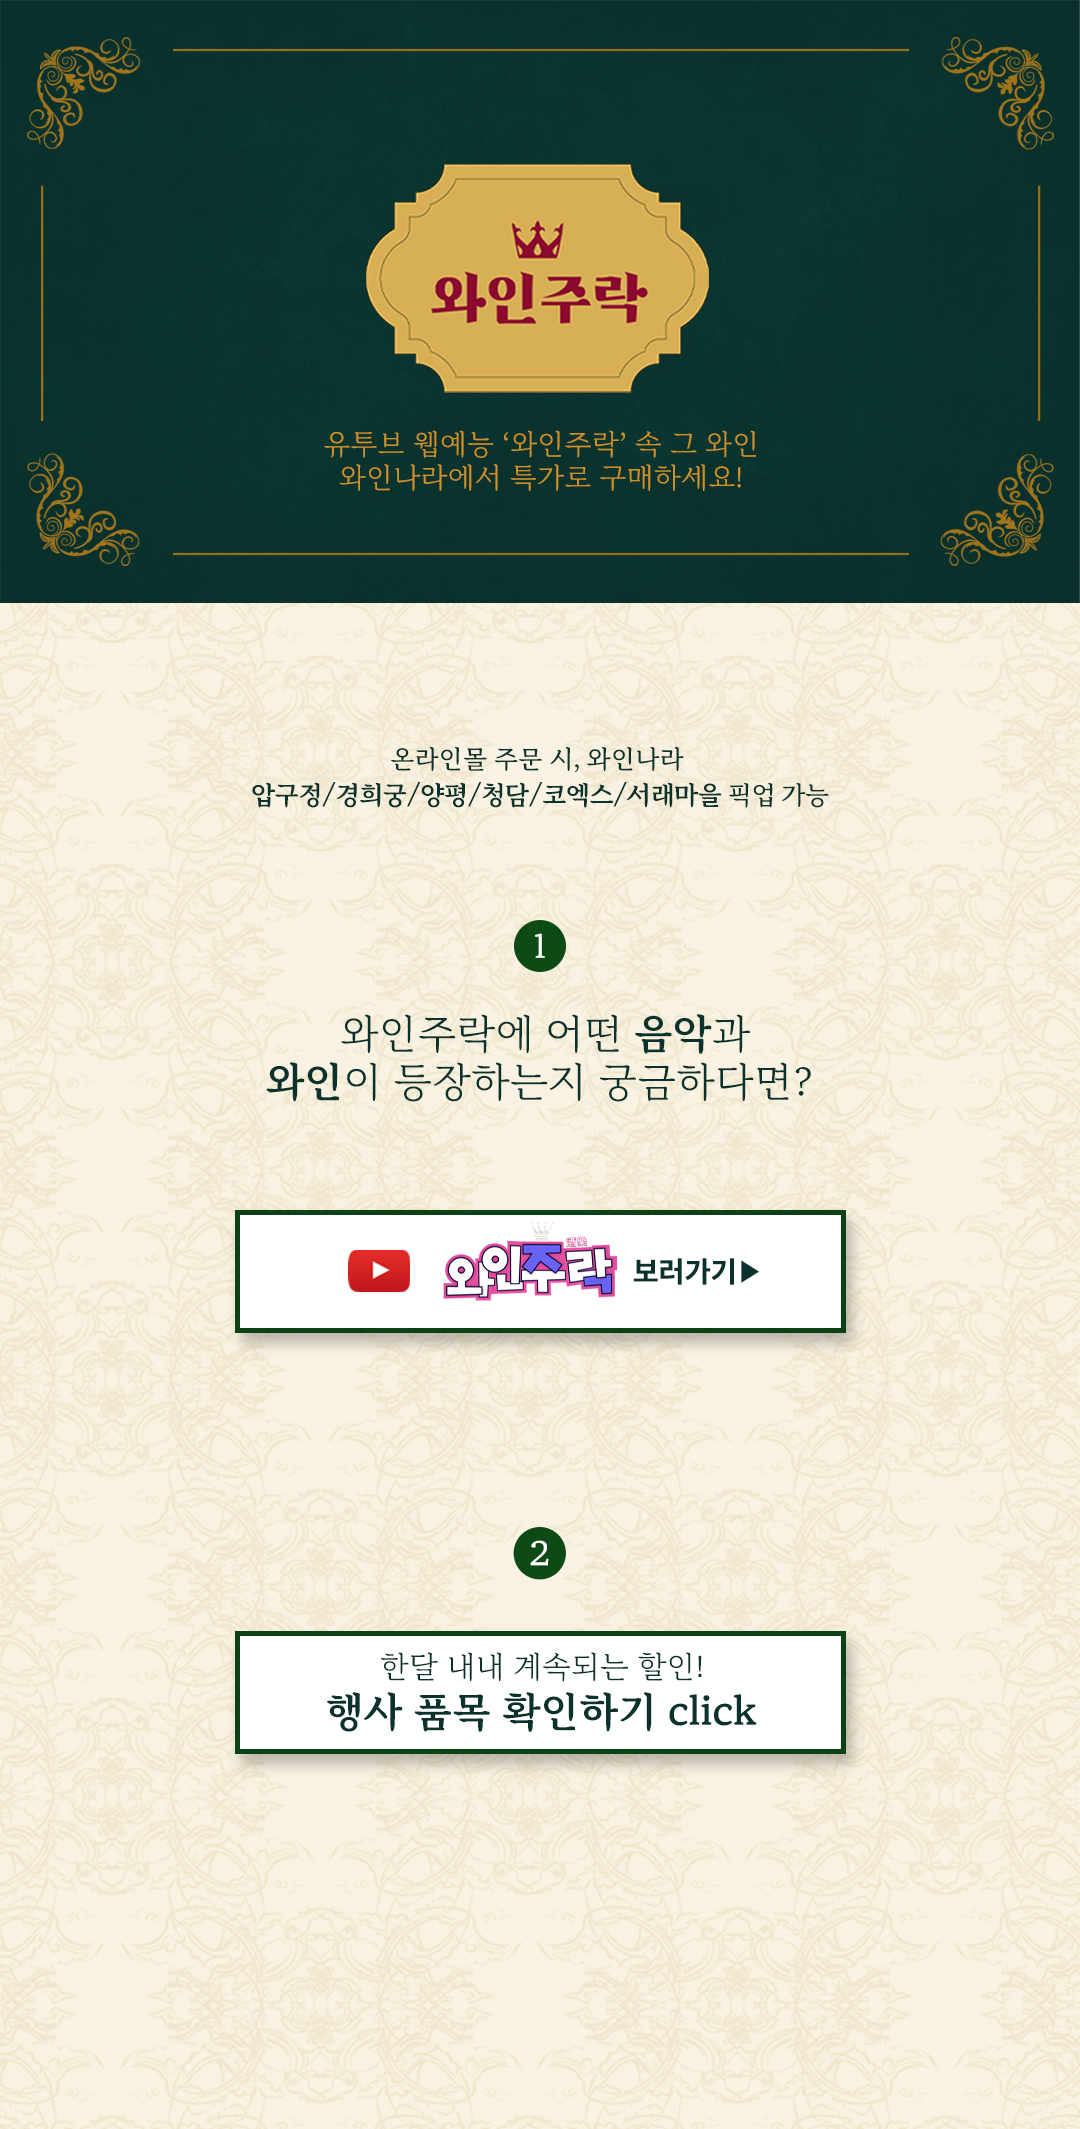 와인주락
유투브 웹예능 ‘와인주락’ 속 그 와인
와인나라에서 특가로 구매하세요!
온라인몰 주문 시, 와인나라
압구정/경희궁/양평/청담/코엑스/서래마을 픽업 가능
1
와인주락에 어떤 음악과
와인이 등장하는지 궁금하다면?
와인주락 보러가기▶
2
한달 내내 계속되는 할인!
행사 품목 확인하기 click